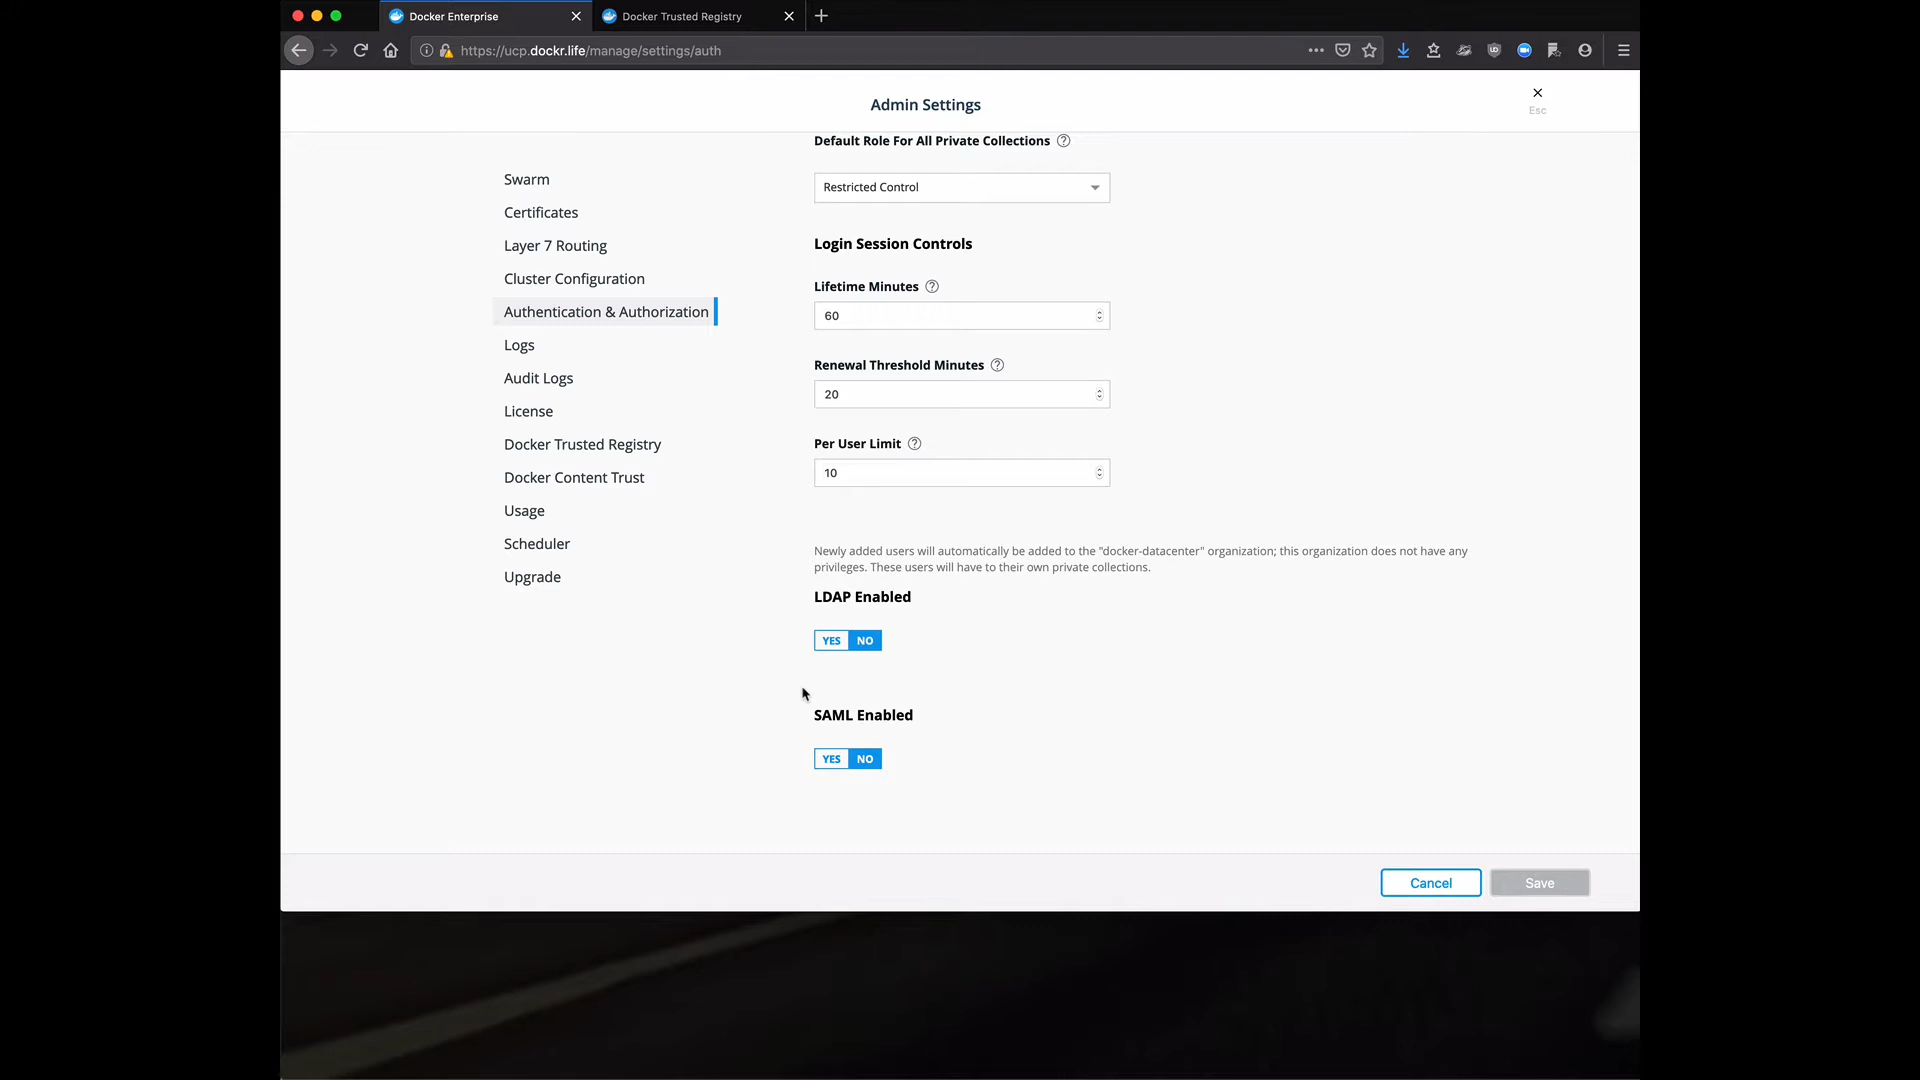 Docker Enterprise
Docker Trusted Registry
https://ucp.dockr.life/manage/settings/auth
Admin Settings
Esc
Swarm
Certificates
Layer 7 Routing
Cluster Configuration
Authentication & Authorization
Logs
Audit Logs
License
Docker Trusted Registry
Docker Content Trust
Usage
Scheduler
Upgrade
Default Role For All Private Collections
Restricted Control
Login Session Controls
Lifetime Minutes
60
Renewal Threshold Minutes
20
Per User Limit
10
Newly added users will automatically be added to the "docker-datacenter" organization; this organization does not have any
privileges. These users will have to their own private collections.
LDAP Enabled
YES NO
SAML Enabled
YES NO
Cancel
Save